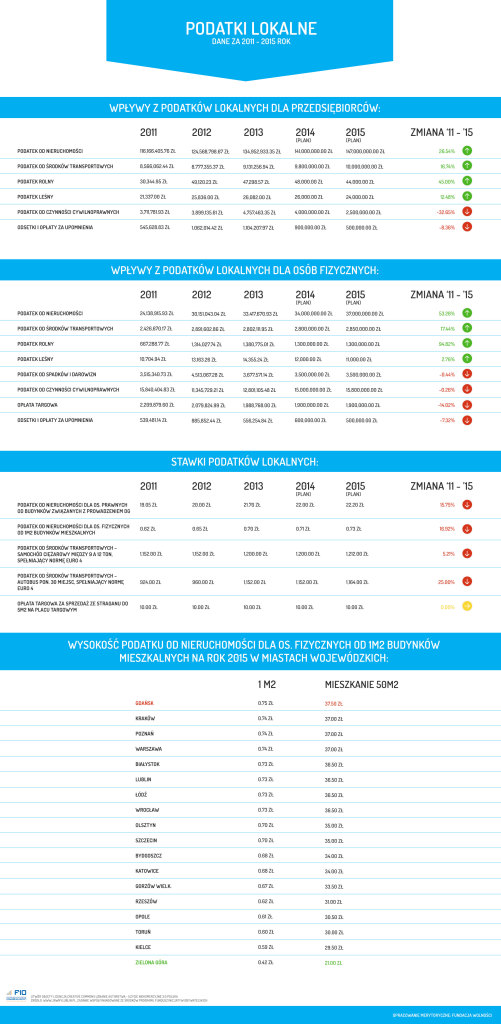 PODATKI LOKALNE
DANE ZA 2011 - 2015 ROK
WPŁYWY Z PODATKÓW LOKALNYCH DLA PRZEDSIĘBIORCÓW:
2011 2012 2013 2014 (PLAN) 2015 (PLAN) ZMIANA '11 - '15
PODATEK OD NIERUCHOMOŚCI 116,166,405.76 ZŁ 124,568,798.87 ZŁ 134,952,933.35 ZŁ 141,000,000.00 ZŁ 147,000,000.00 ZŁ 26.54%
PODATEK OD ŚRODKÓW TRANSPORTOWYCH 8,566,062.44 ZŁ 8,777,355.37 ZŁ 9,131,256.94 ZŁ 9,800,000.00 ZŁ 10,000,000.00 ZŁ 16.74%
PODATEK ROLNY 30,344.95 ZŁ 49,120.23 ZŁ 47,298.57 ZŁ 48,000.00 ZŁ 44,000.00 ZŁ 45.00%
PODATEK LEŚNY 21,337.00 ZŁ 25,836.00 ZŁ 26,082.00 ZŁ 26,000.00 ZŁ 24,000.00 ZŁ 12.48%
PODATEK OD CZYNNOŚCI CYWILNOPRAWNYCH 3,711,781.93 ZŁ 3,899,135.81 ZŁ 4,757,463.35 ZŁ 4,000,000.00 ZŁ 2,500,000.00 ZŁ -32.65%
ODSETKI I OPŁATY ZA UPOMNIENIA 545,628.83 ZŁ 1,062,014.42 ZŁ 1,104,207.97 ZŁ 900,000.00 ZŁ 500,000.00 ZŁ -8.36%
WPŁYWY Z PODATKÓW LOKALNYCH DLA OSÓB FIZYCZNYCH:
2011 2012 2013 2014 (PLAN) 2015 (PLAN) ZMIANA '11 - '15
PODATEK OD NIERUCHOMOŚCI 24,138,915.93 ZŁ 30,151,043.04 ZŁ 33,417,870.93 ZŁ 34,000,000.00 ZŁ 37,000,000.00 ZŁ 53.28%
PODATEK OD ŚRODKÓW TRANSPORTOWYCH 2,426,870.17 ZŁ 2,691,662.86 ZŁ 2,802,111.95 ZŁ 2,800,000.00 ZŁ 2,850,000.00 ZŁ 17.44%
PODATEK ROLNY 667,288.77 ZŁ 1,314,027.74 ZŁ 1,380,775.01 ZŁ 1,300,000.00 ZŁ 1,300,000.00 ZŁ 94.82%
PODATEK LEŚNY 10,704.94 ZŁ 13,163.28 ZŁ 14,355.24 ZŁ 12,000.00 ZŁ 11,000.00 ZŁ 2.76%
PODATEK OD SPADKÓW I DAROWIZN 3,515,340.73 ZŁ 4,513,067.28 ZŁ 3,677,571.14 ZŁ 3,500,000.00 ZŁ 3,500,000.00 ZŁ -0.44%
PODATEK OD CZYNNOŚCI CYWILNOPRAWNYCH 15,840,404.83 ZŁ 11,345,729.21 ZŁ 12,801,105.48 ZŁ 15,000,000.00 ZŁ 15,800,000.00 ZŁ -0.26%
OPŁATA TARGOWA 2,209,879.60 ZŁ 2,079,824.99 ZŁ 1,988,768.00 ZŁ 1,900,000.00 ZŁ 1,900,000.00 ZŁ -14.02%
ODSETKI I OPŁATY ZA UPOMNIENIA 539,481.14 ZŁ 885,652.44 ZŁ 556,254.84 ZŁ 600,000.00 ZŁ 500,000.00 ZŁ -7.32%
STAWKI PODATKÓW LOKALNYCH:
2011 2012 2013 2014 (PLAN) 2015 (PLAN) ZMIANA '11 - '15
PODATEK OD NIERUCHOMOŚCI DLA OS. PRAWNYCH
OD BUDYNKÓW ZWIĄZANYCH Z PROWADZENIEM DG 19.05 ZŁ 20.00 ZŁ 21.70 ZŁ 22.00 ZŁ 22.20 ZŁ 15.75%
PODATEK OD NIERUCHOMOŚCI DLA OS. FIZYCZNYCH
OD 1M2 BUDYNKÓW MIESZKALNYCH 0.62 ZŁ 0.65 ZŁ 0.70 ZŁ 0.71 ZŁ 0.73 ZŁ 18.92%
PODATEK OD ŚRODKÓW TRANSPORTOWYCH -
SAMOCHÓD CIĘŻAROWY MIĘDZY 9 A 12 TON,
SPEŁNIAJĄCY NORMĘ EURO 4 1,152.00 ZŁ 1,152.00 ZŁ 1,200.00 ZŁ 1,200.00 ZŁ 1,212.00 ZŁ 5.21%
PODATEK OD ŚRODKÓW TRANSPORTOWYCH -
AUTOBUS PON. 30 MIEJSC, SPEŁNIAJĄCY NORMĘ
EURO 4 924.00 ZŁ 960.00 ZŁ 1,152.00 ZŁ 1,152.00 ZŁ 1,164.00 ZŁ 25.00%
OPŁATA TARGOWA ZA SPRZEDAŻ ZE STRAGANU DO
5M2 NA PLACU TARGOWYM 10.00 ZŁ 10.00 ZŁ 10.00 ZŁ 10.00 ZŁ 10.00 ZŁ 0.00%
WYSOKOŚĆ PODATKU OD NIERUCHOMOŚCI DLA OS. FIZYCZNYCH OD 1M2 BUDYNKÓW
MIESZKALNYCH NA ROK 2015 W MIASTACH WOJEWÓDZKICH:
1 M2 MIESZKANIE 50M2
GDAŃSK 0.75 ZŁ 37.50 ZŁ
KRAKÓW 0.74 ZŁ 37.00 ZŁ
POZNAŃ 0.74 ZŁ 37.00 ZŁ
WARSZAWA 0.74 ZŁ 37.00 ZŁ
BIAŁYSTOK 0.73 ZŁ 36.50 ZŁ
LUBLIN 0.73 ZŁ 36.50 ZŁ
ŁÓDŹ 0.73 ZŁ 36.50 ZŁ
WROCŁAW 0.73 ZŁ 36.50 ZŁ
OLSZTYN 0.70 ZŁ 35.00 ZŁ
SZCZECIN 0.70 ZŁ 35.00 ZŁ
BYDGOSZCZ 0.68 ZŁ 34.00 ZŁ
KATOWICE 0.68 ZŁ 34.00 ZŁ
GORZÓW WIELK. 0.67 ZŁ 33.50 ZŁ
RZESZÓW 0.62 ZŁ 31.00 ZŁ
OPOLE 0.61 ZŁ 30.50 ZŁ
TORUŃ 0.60 ZŁ 30.00 ZŁ
KIELCE 0.59 ZŁ 29.50 ZŁ
ZIELONA GÓRA 0.42 ZŁ 21.00 ZŁ
FIO
OPRACOWANIE MERYTORYCZNE: FUNDACJA WOLNOŚCI